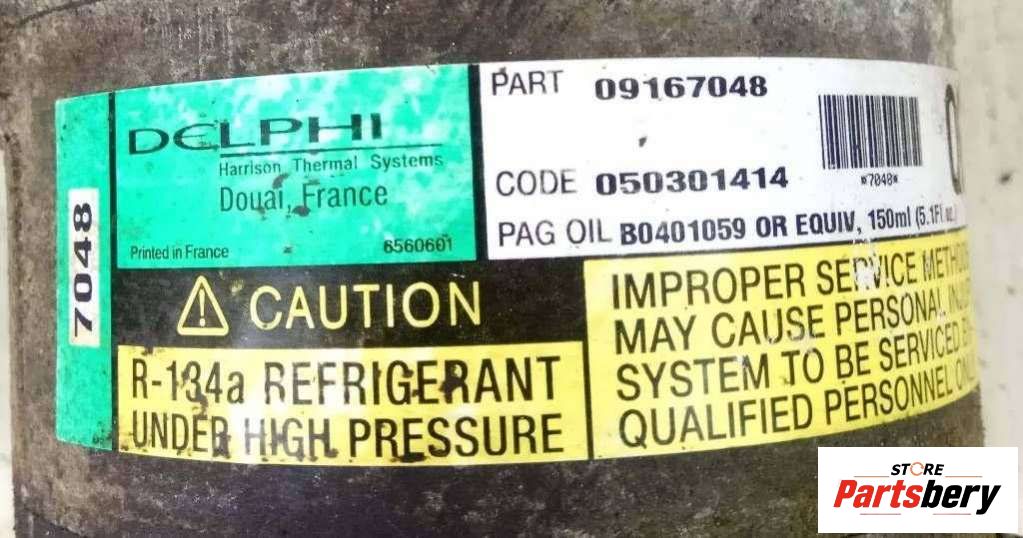 7048
DELPHI
Harrison Thermal Systems
Douai, France
Printed in France 6560601
PART 09167048
*7048*
CODE 050301414
PAG OIL B0401059 OR EQUIV, 150ml (5.1Fl oz.)
⚠ CAUTION
R-134a REFRIGERANT
UNDER HIGH PRESSURE
IMPROPER SERVICE
MAY CAUSE PERSONAL
SYSTEM TO BE SERVICED
QUALIFIED PERSONNEL
STORE
Partsbery